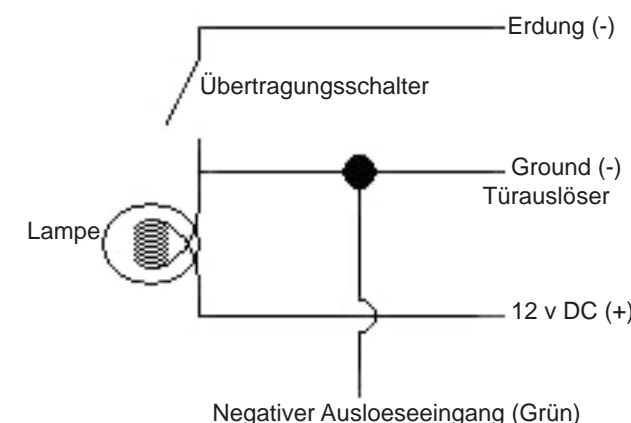 Erdung (-)
Übertragungsschalter
Ground (-)
Türauslöser
Lampe
12 v DC (+)
Negativer Ausloeseeingang (Grün)